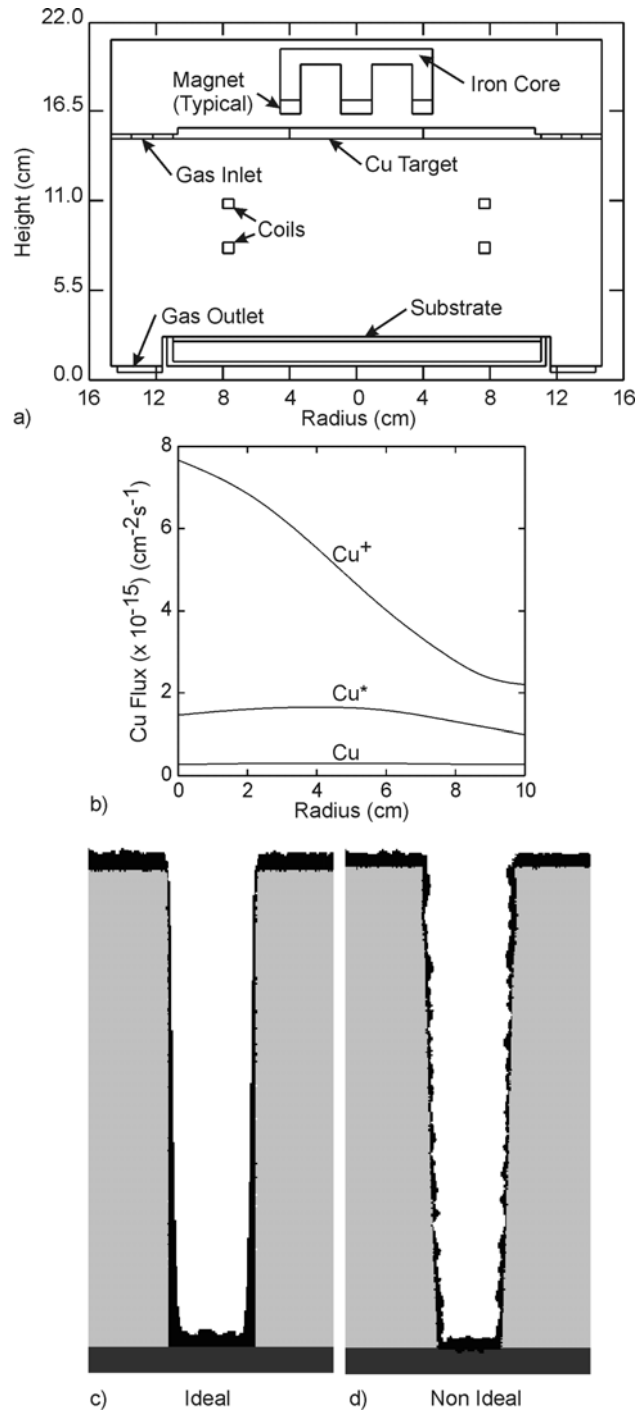 22.0
16.5
11.0
5.5
0.0
Height (cm)
Magnet
(Typical)
Iron Core
Gas Inlet
Cu Target
Coils
Gas Outlet
Substrate
16 12 8 4 0 4 8 12 16
Radius (cm)
a)
8
6
4
2
0
Cu Flux (x 10-15) (cm-2s-1)
Cu+
Cu*
Cu
0 2 4 6 8 10
Radius (cm)
b)
c) Ideal
d) Non Ideal